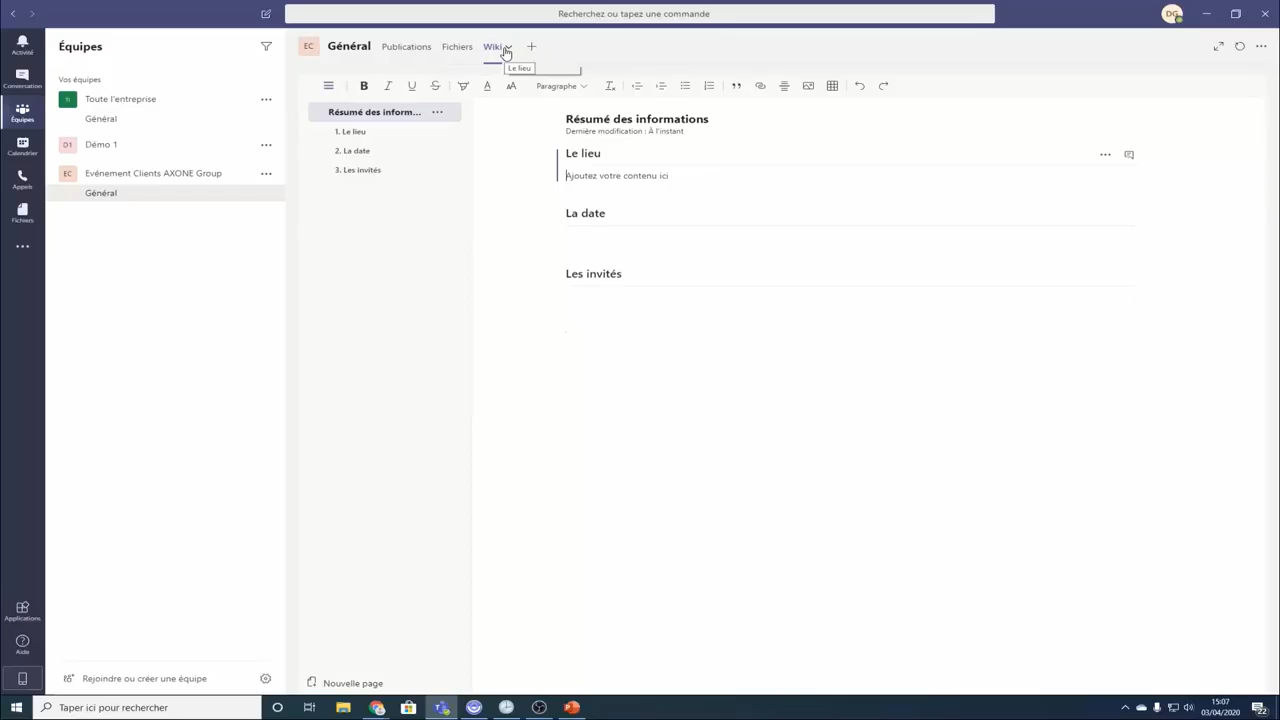 Recherchez ou tapez une commande
DG
Activité
Conversation
Équipes
Calendrier
Appels
Fichiers
Applications
Aide
Équipes
Vos équipes
Toute l'entreprise
Général
D1 Démo 1
EC Evénement Clients AXONE Group
Général
Rejoindre ou créer une équipe
EC Général Publications Fichiers Wiki
Le lieu
B I U S A AA Paragraphe
Résumé des inform...
1. Le lieu
2. La date
3. Les invités
Nouvelle page
Résumé des informations
Dernière modification : À l'instant
Le lieu
Ajoutez votre contenu ici
La date
Les invités
Taper ici pour rechercher
15:07
03/04/2020
22